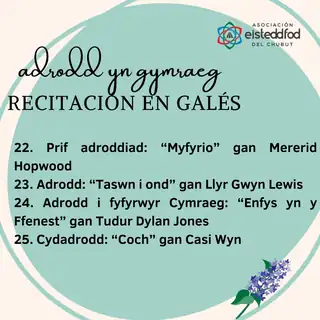 ASOCIACIÓN
eisteddfod
DEL CHUBUT
adrodd yn gymraeg
RECITACIÓN EN GALÉS
22. Prif adroddiad: “Myfyrio” gan Mererid
Hopwood
23. Adrodd: “Taswn i ond” gan Llyr Gwyn Lewis
24. Adrodd i fyfyrwyr Cymraeg: “Enfys yn y
Ffenest” gan Tudur Dylan Jones
25. Cydadrodd: “Coch” gan Casi Wyn